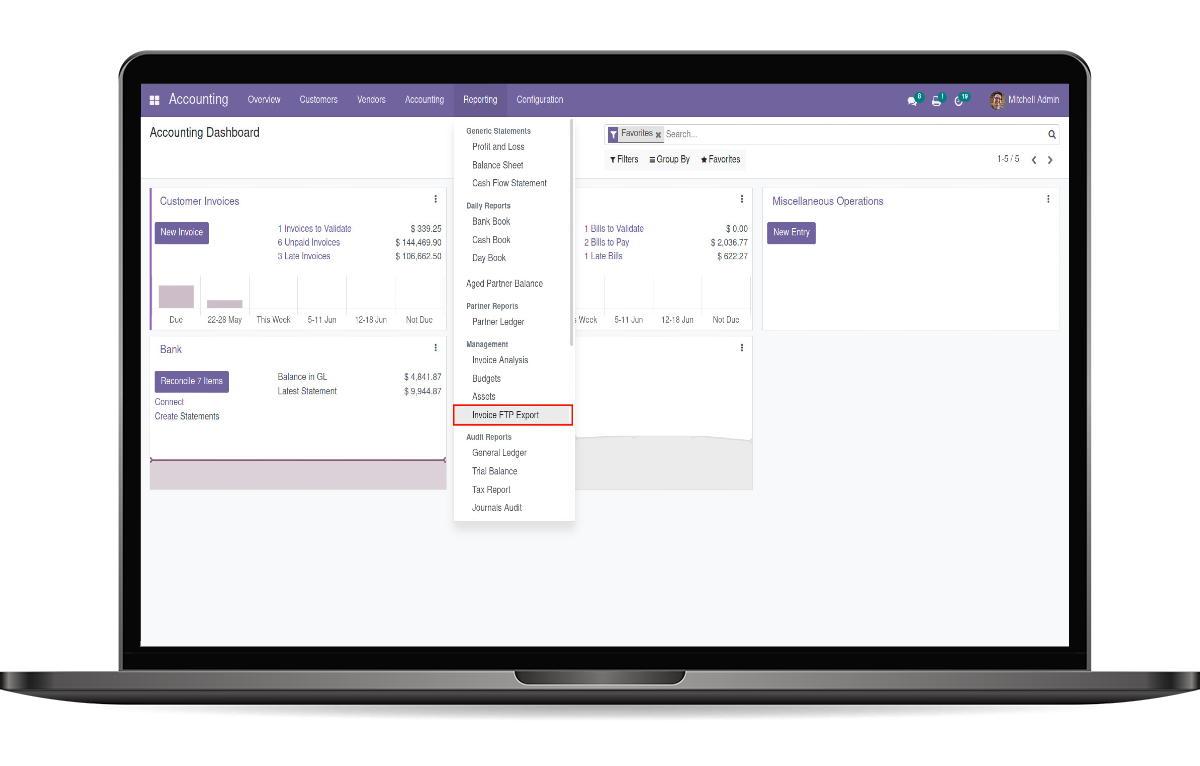 Accounting Overview Customers Vendors Accounting Reporting Configuration 8 1 19 Mitchell Admin
Accounting Dashboard
Favorites Search...
Filters Group By Favorites 1-5 / 5
Generic Statements
Profit and Loss
Balance Sheet
Cash Flow Statement
Daily Reports
Bank Book
Cash Book
Day Book
Aged Partner Balance
Partner Reports
Partner Ledger
Management
Invoice Analysis
Budgets
Assets
Invoice FTP Export
Audit Reports
General Ledger
Trial Balance
Tax Report
Journals Audit
Customer Invoices
New Invoice
1 Invoices to Validate $ 339.25
6 Unpaid Invoices $ 144,469.90
3 Late Invoices $ 106,662.50
Due 22-28 May This Week 5-11 Jun 12-18 Jun Not Due
1 Bills to Validate $ 0.00
2 Bills to Pay $ 2,036.77
1 Late Bills $ 622.27
s Week 5-11 Jun 12-18 Jun Not Due
Miscellaneous Operations
New Entry
Bank
Reconcile 7 Items
Balance in GL $ 4,841.87
Latest Statement $ 9,944.87
Connect
Create Statements